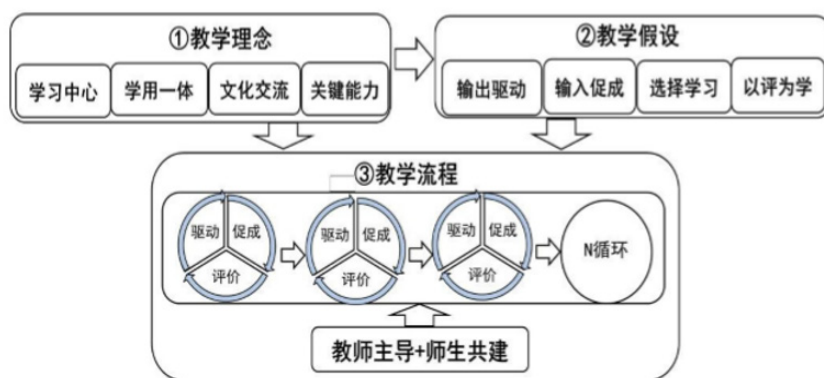 ①教学理念
学习中心 学用一体 文化交流 关键能力
②教学假设
输出驱动 输入促成 选择学习 以评为学
③教学流程
驱动 促成
评价
驱动 促成
评价
驱动 促成
评价
N循环
教师主导+师生共建